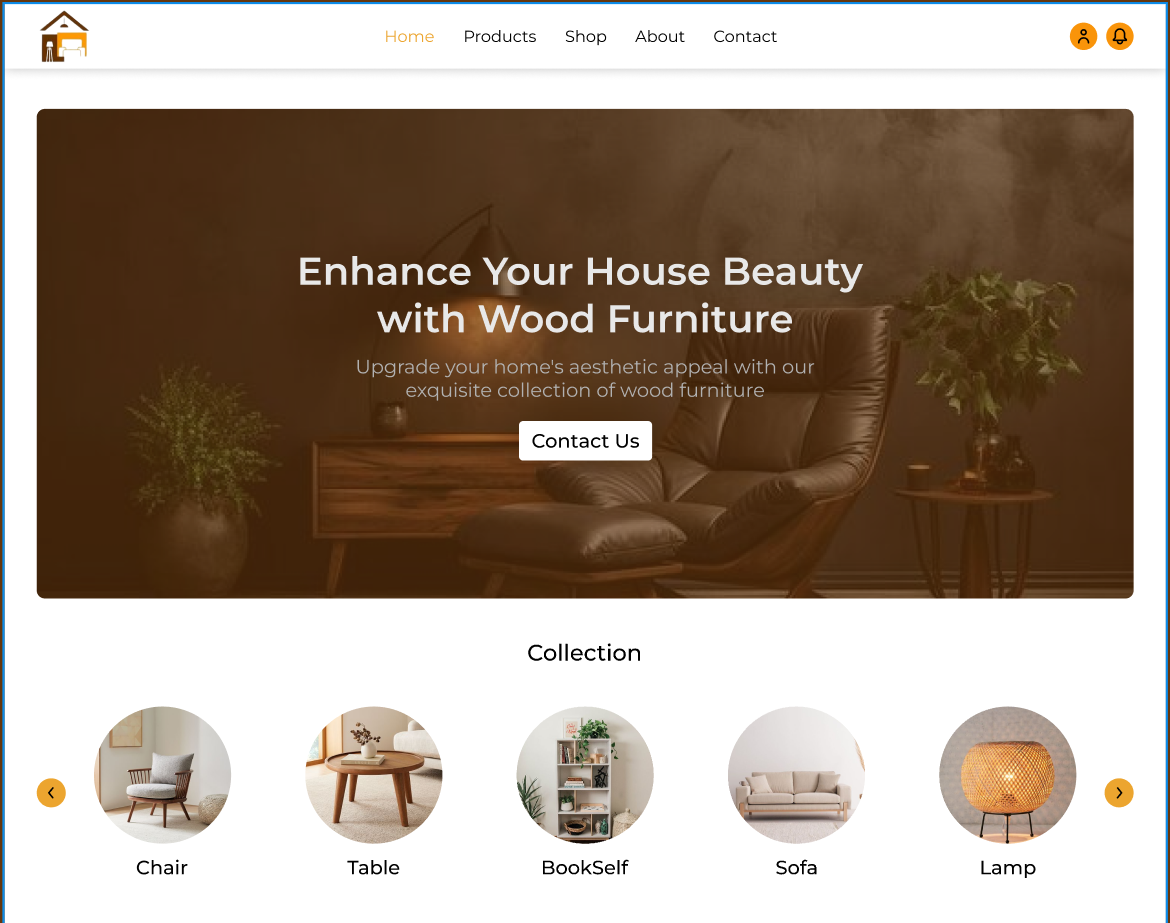 Home Products Shop About Contact
Enhance Your House Beauty
with Wood Furniture
Upgrade your home's aesthetic appeal with our
exquisite collection of wood furniture
Contact Us
Collection
Chair Table BookSelf Sofa Lamp